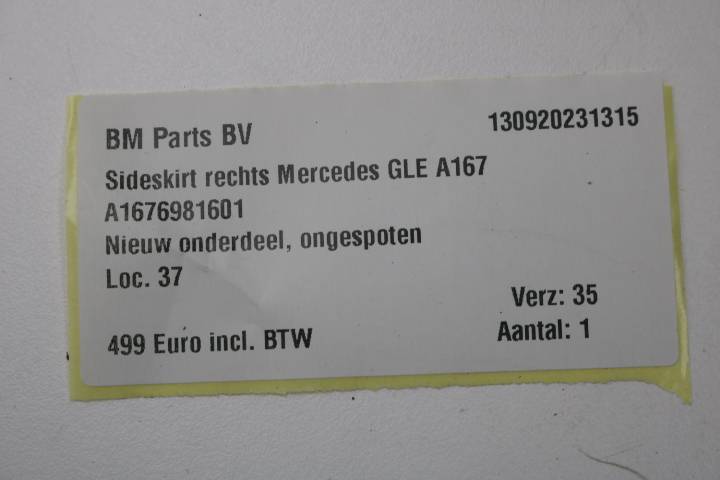 BM Parts BV
130920231315
Sideskirt rechts Mercedes GLE A167
A1676981601
Nieuw onderdeel, ongespoten
Loc. 37
Verz: 35
499 Euro incl. BTW
Aantal: 1